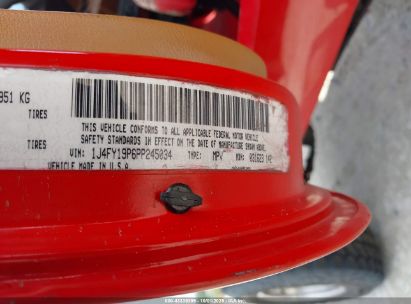 951 KG
TIRES
TIRES
THIS VEHICLE CONFORMS TO ALL APPLICABLE FEDERAL MOTOR VEHICLE
SAFETY STANDARDS IN EFFECT ON THE DATE OF MANUFACTURE SHOWN ABOVE.
VIN: 1J4FY19P6PP245034 TYPE: MPV
VEHICLE MADE IN U.S.A.